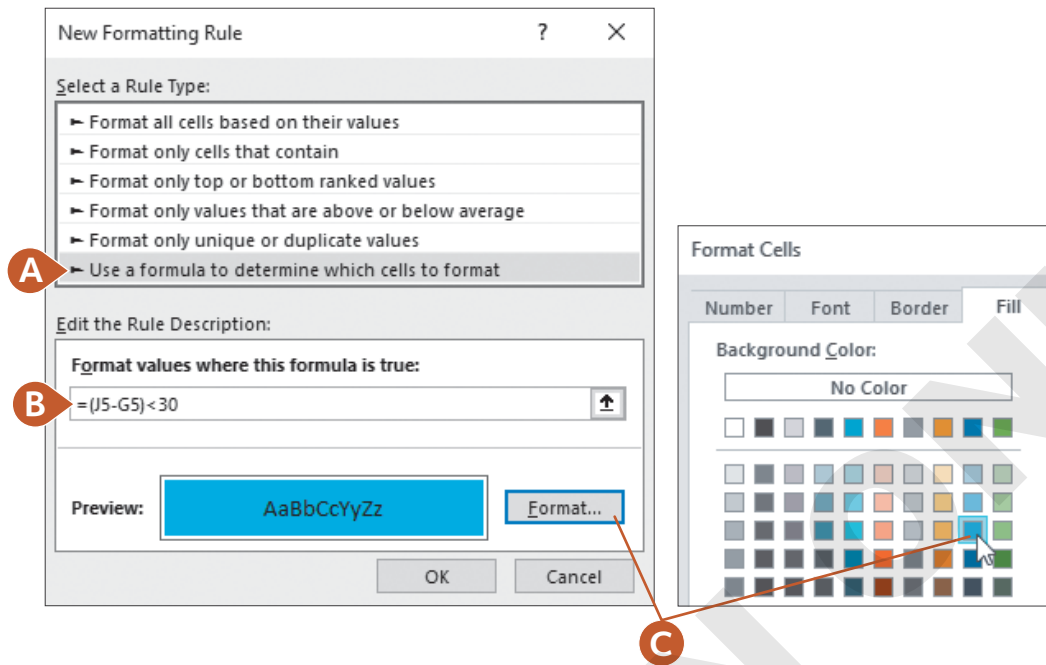 New Formatting Rule ? ×
Select a Rule Type:
► Format all cells based on their values
► Format only cells that contain
► Format only top or bottom ranked values
► Format only values that are above or below average
► Format only unique or duplicate values
A
► Use a formula to determine which cells to format
Edit the Rule Description:
Format values where this formula is true:
B
=(J5-G5)<30
Preview:
AaBbCcYyZz
Format...
OK
Cancel
Format Cells
Number
Font
Border
Fill
Background Color:
No Color
C